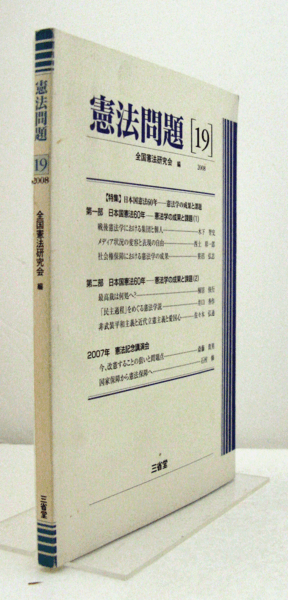 憲法問題
19
2008
全国憲法研究会 編
三省堂
憲法問題[19]
全国憲法研究会 編 2008
【特集】日本国憲法60年——憲法学の成果と課題
第一部 日本国憲法60年——憲法学の成果と課題(1)
戦後憲法学における集団と個人
メディア状況の変容と表現の自由
社会権保障における憲法学の成果
第二部 日本国憲法60年——憲法学の成果と課題(2)
最高裁は何処へ?
「民主過程」をめぐる憲法学説
非武装平和主義と近代立憲主義と愛国心
2007年 憲法記念講演会
今、改憲することの狙いと問題点
国家保障から憲法保障へ
三省堂